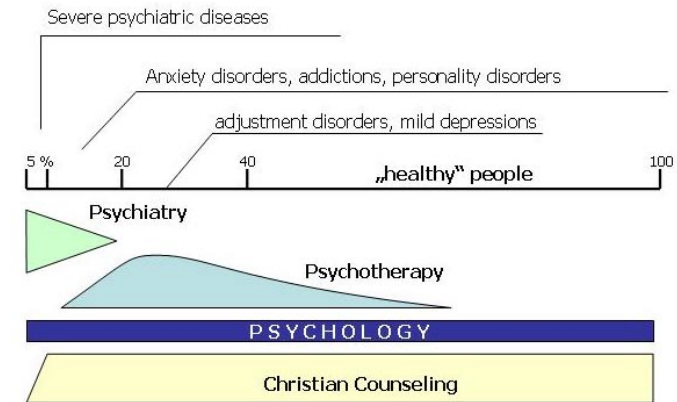 Severe psychiatric diseases
Anxiety disorders, addictions, personality disorders
adjustment disorders, mild depressions
5 % 20 40 100
„healthy“ people
Psychiatry
Psychotherapy
PSYCHOLOGY
Christian Counseling